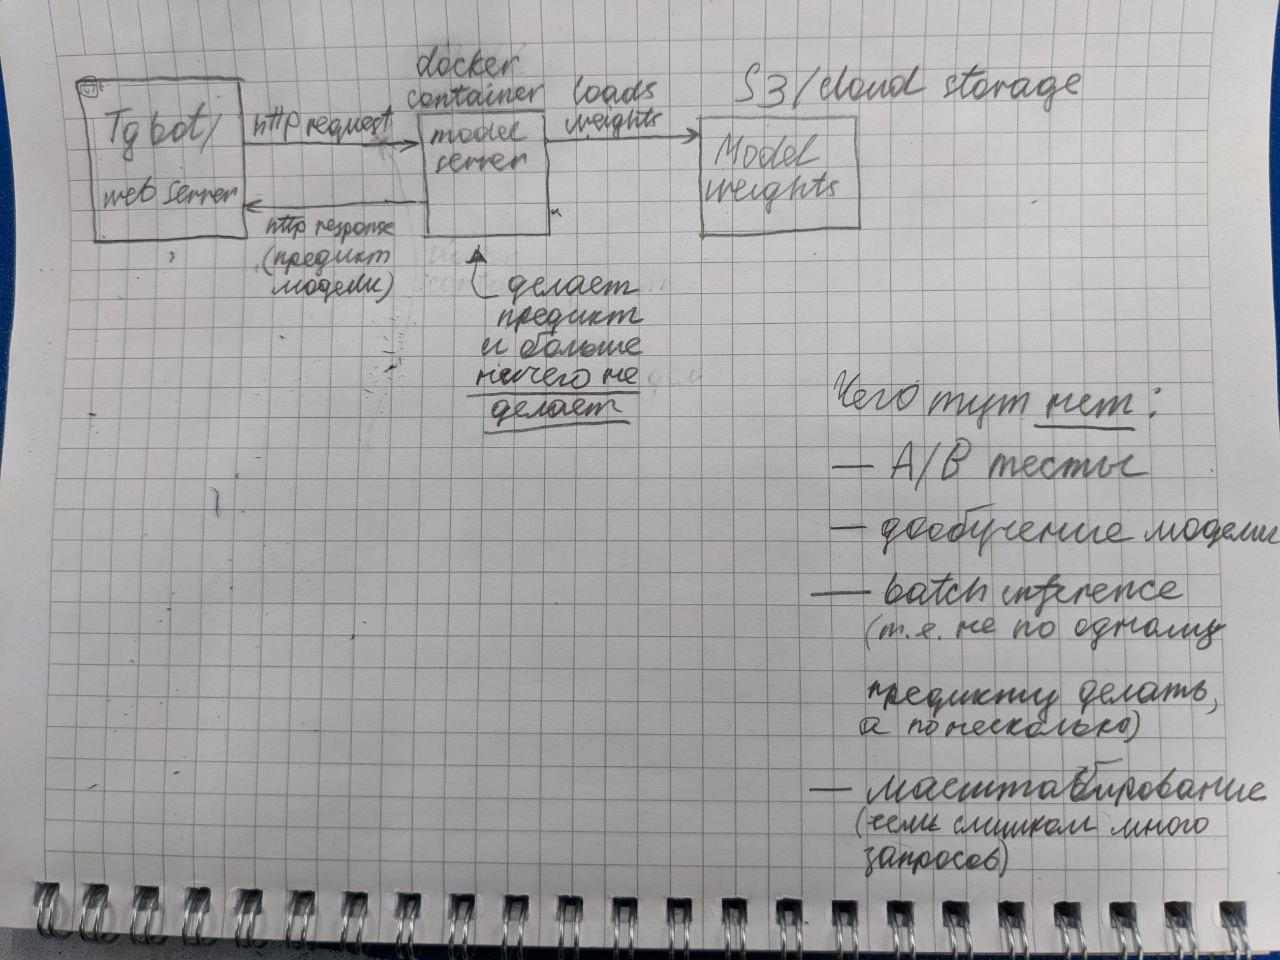 Tg bot/
web server
http request
http response
(предикт
модели)
docker
container
model
server
делает
предикт
и больше
ничего не
делает
loads
weights
S3/cloud storage
Model
weights
Чего тут нет:
— A/B тесты
— дообучение модели
— batch inference
(т.е. не по одному
предикту делать,
а по несколько)
— масштабирование
(если слишком много
запросов)